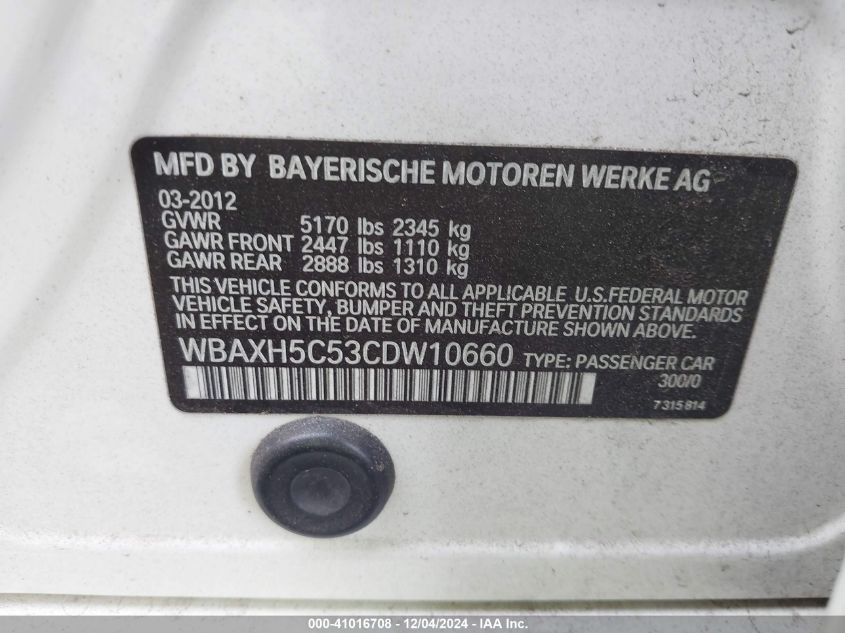 MFD BY BAYERISCHE MOTOREN WERKE AG
03-2012
GVWR 5170 lbs 2345 kg
GAWR FRONT 2447 lbs 1110 kg
GAWR REAR 2888 lbs 1310 kg
THIS VEHICLE CONFORMS TO ALL APPLICABLE U.S.FEDERAL MOTOR
VEHICLE SAFETY, BUMPER AND THEFT PREVENTION STANDARDS
IN EFFECT ON THE DATE OF MANUFACTURE SHOWN ABOVE.
WBAXH5C53CDW10660 TYPE: PASSENGER CAR
300/0
7 315 814
000-41016708 - 12/04/2024 - IAA Inc.